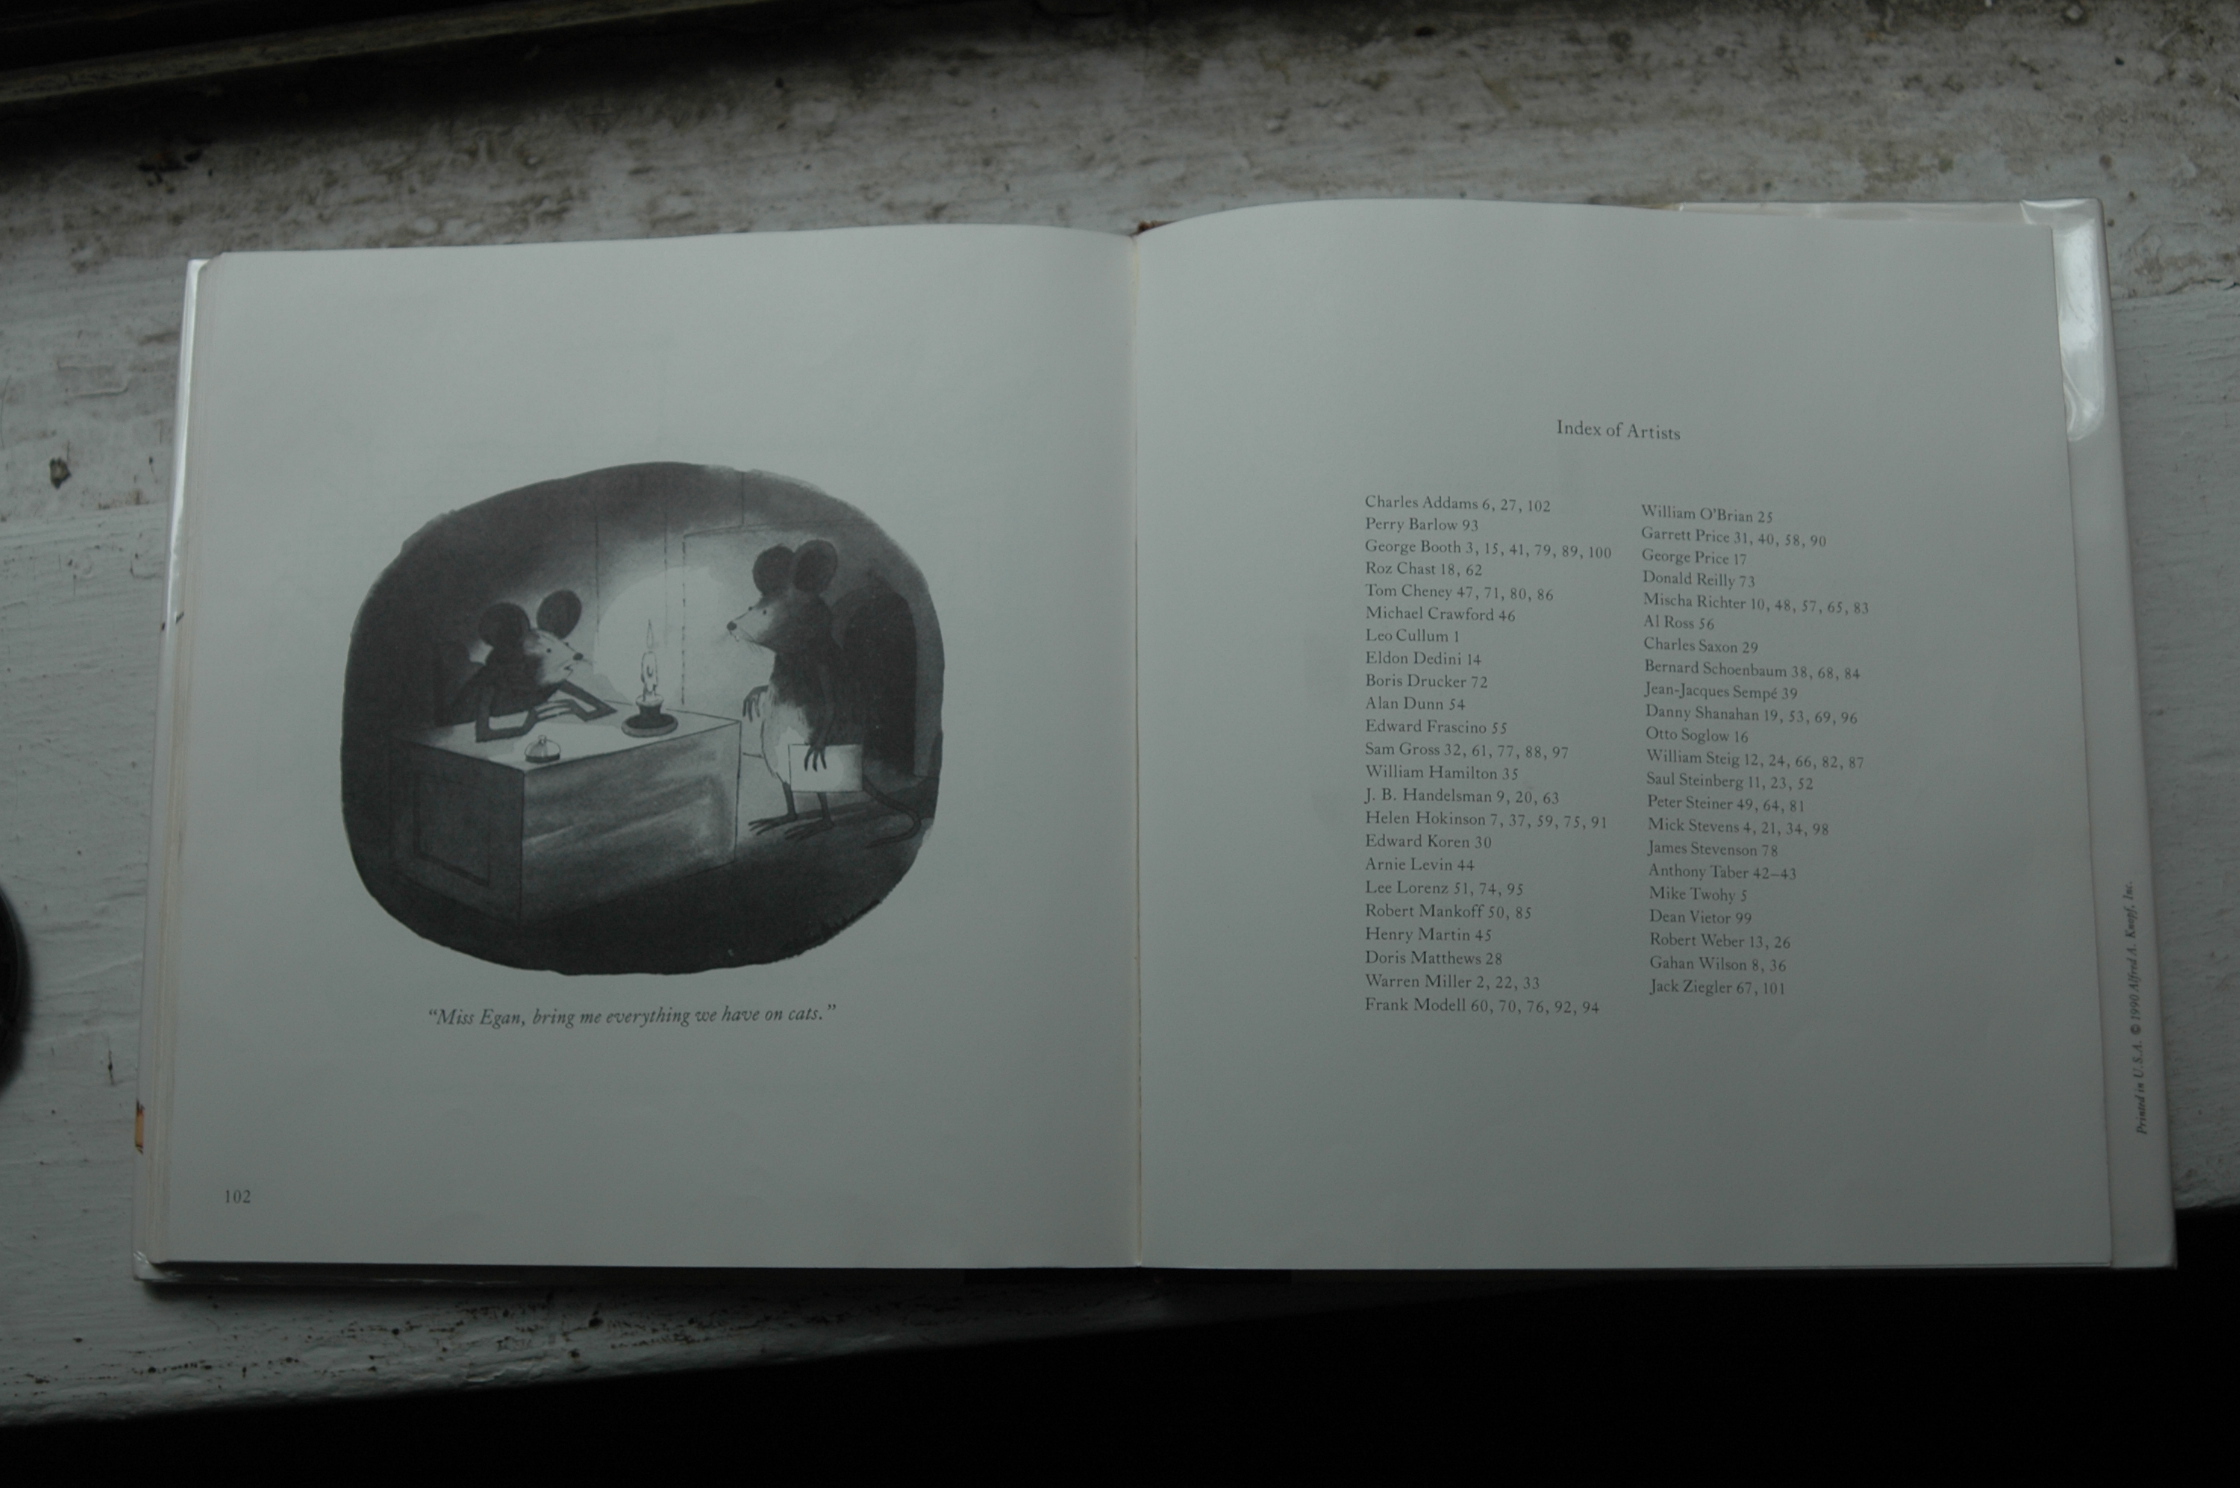 "Miss Egan, bring me everything we have on cats."
102
Index of Artists
Charles Addams 6, 27, 102
Perry Barlow 93
George Booth 3, 15, 41, 79, 89, 100
Roz Chast 18, 62
Tom Cheney 47, 71, 80, 86
Michael Crawford 46
Leo Cullum 1
Eldon Dedini 14
Boris Drucker 72
Alan Dunn 54
Edward Frascino 55
Sam Gross 32, 61, 77, 88, 97
William Hamilton 35
J. B. Handelsman 9, 20, 63
Helen Hokinson 7, 37, 59, 75, 91
Edward Koren 30
Arnie Levin 44
Lee Lorenz 51, 74, 95
Robert Mankoff 50, 85
Henry Martin 45
Doris Matthews 28
Warren Miller 2, 22, 33
Frank Modell 60, 70, 76, 92, 94
William O'Brian 25
Garrett Price 31, 40, 58, 90
George Price 17
Donald Reilly 73
Mischa Richter 10, 48, 57, 65, 83
Al Ross 56
Charles Saxon 29
Bernard Schoenbaum 38, 68, 84
Jean-Jacques Sempé 39
Danny Shanahan 19, 53, 69, 96
Otto Soglow 16
William Steig 12, 24, 66, 82, 87
Saul Steinberg 11, 23, 52
Peter Steiner 49, 64, 81
Mick Stevens 4, 21, 34, 98
James Stevenson 78
Anthony Taber 42–43
Mike Twohy 5
Dean Vietor 99
Robert Weber 13, 26
Gahan Wilson 8, 36
Jack Ziegler 67, 101
Printed in U.S.A. © 1990 Alfred A. Knopf, Inc.